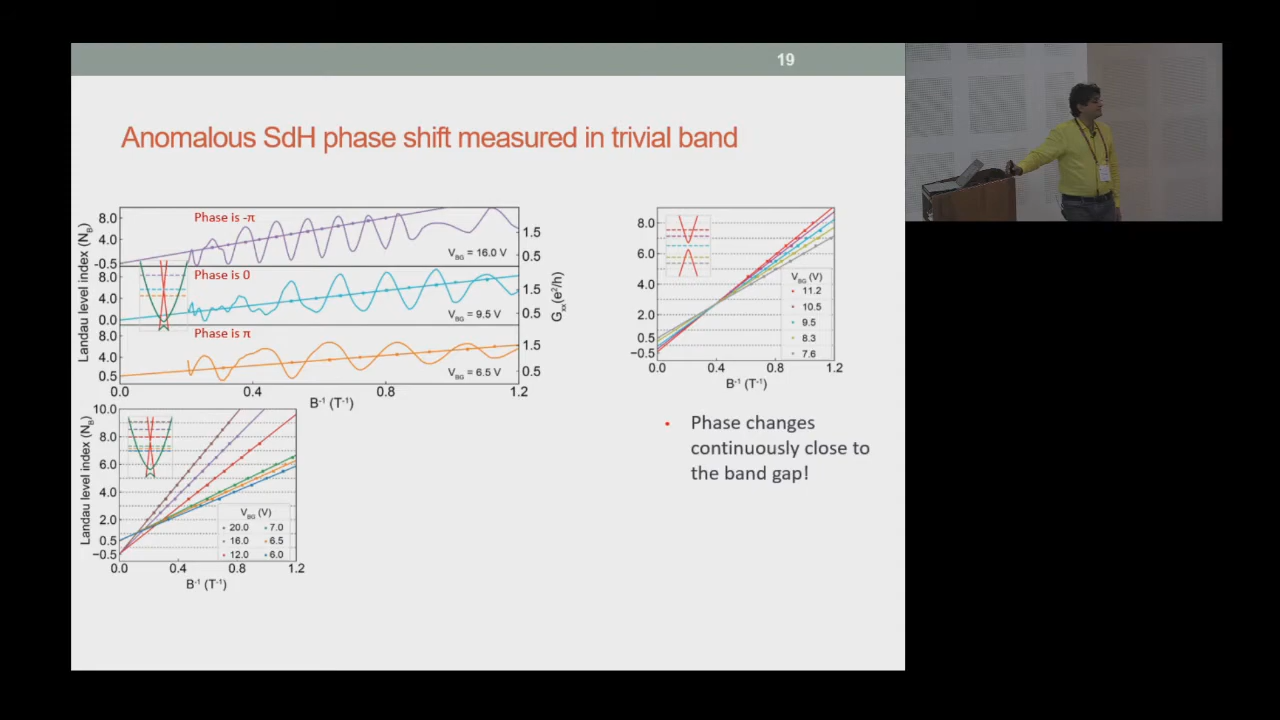 19
Anomalous SdH phase shift measured in trivial band
Landau level index (N_B)
8.0
4.0
-0.5
Phase is -π
V_BG = 16.0 V
1.5
0.5
8.0
4.0
0.0
Phase is 0
V_BG = 9.5 V
1.5
0.5
G_xx(e²/h)
Landau level index (N_B)
8.0
4.0
0.5
Phase is π
V_BG = 6.5 V
1.5
0.5
0.0 0.4 0.8 1.2
B⁻¹ (T⁻¹)
Landau level index (N_B)
10.0
8.0
6.0
4.0
2.0
0.5
−0.5
V_BG (V)
20.0 7.0
16.0 6.5
12.0 6.0
0.0 0.4 0.8 1.2
B⁻¹ (T⁻¹)
8.0
6.0
4.0
2.0
0.5
−0.5
V_BG (V)
11.2
10.5
9.5
8.3
7.6
0.0 0.4 0.8 1.2
B⁻¹ (T⁻¹)
• Phase changes
continuously close to
the band gap!